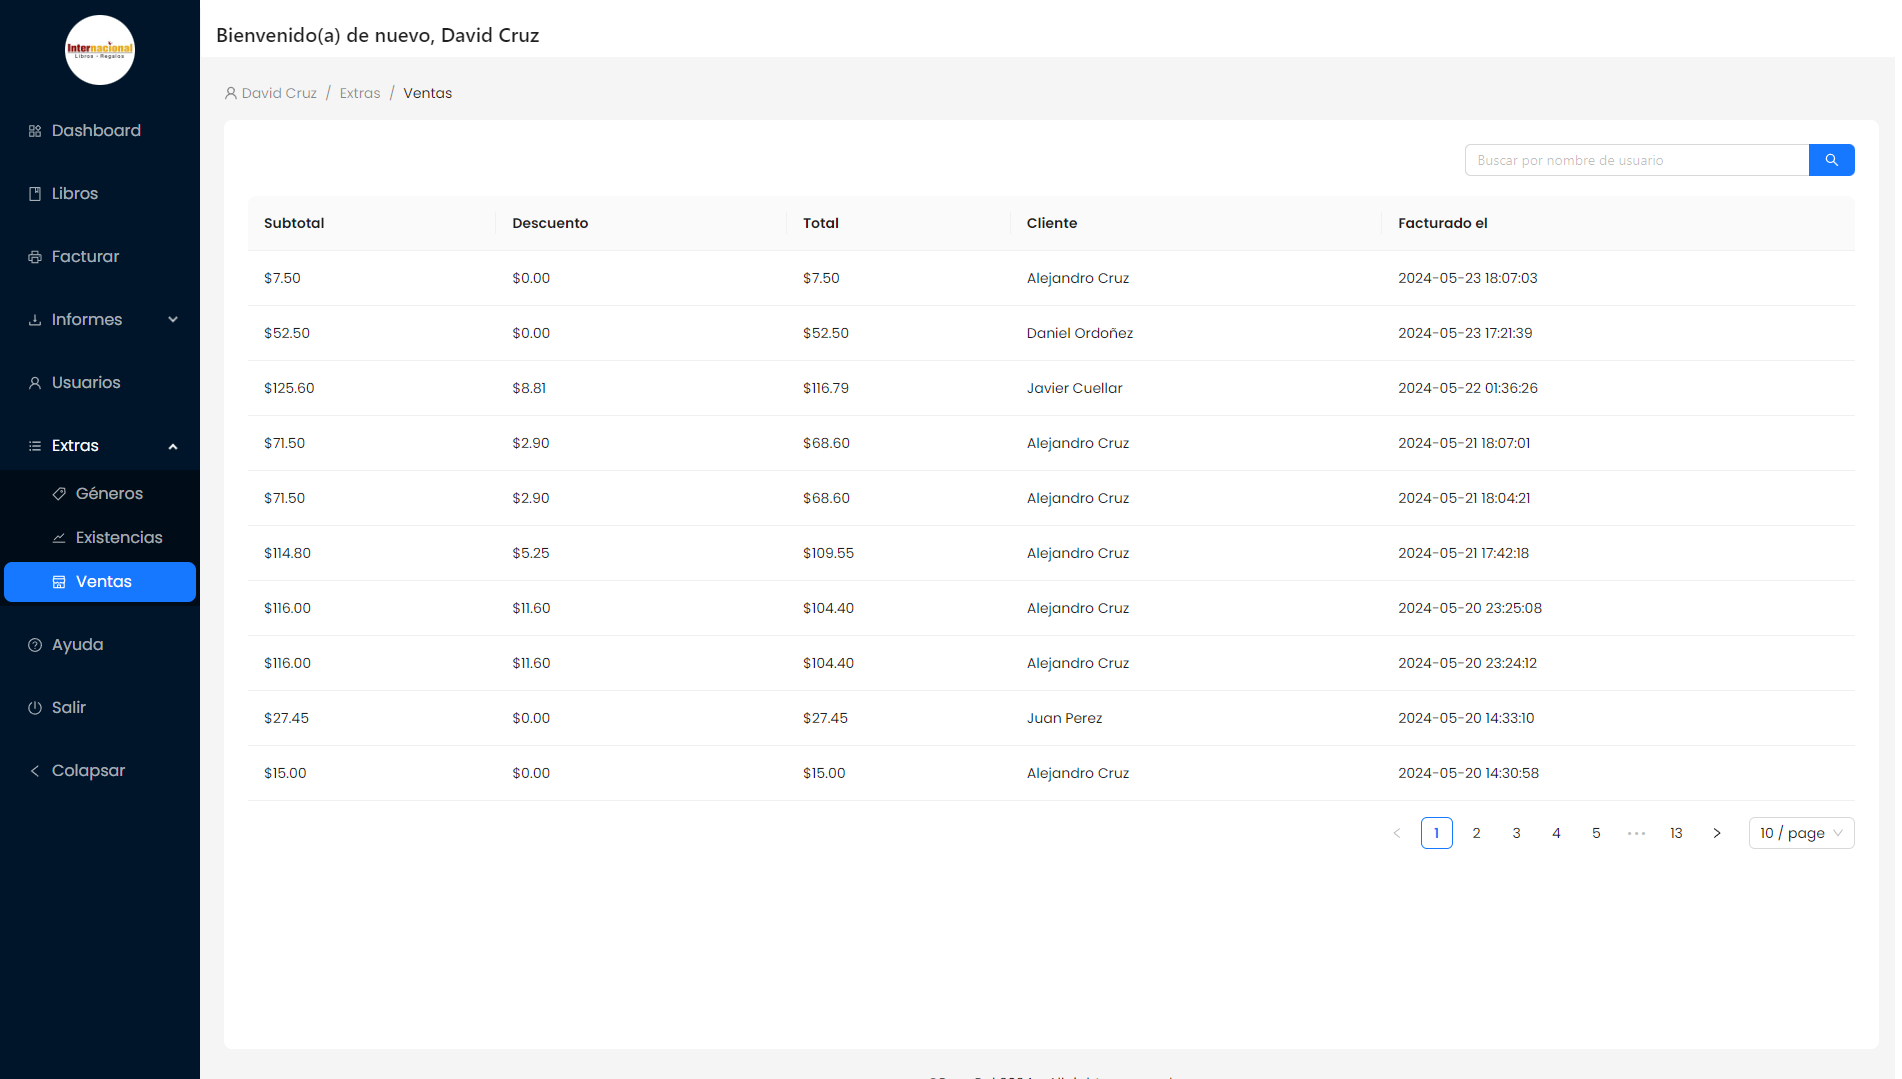 Internacional
Libros - Regalos
Bienvenido(a) de nuevo, David Cruz
David Cruz / Extras / Ventas
Dashboard
Libros
Facturar
Informes
Usuarios
Extras
Géneros
Existencias
Ventas
Ayuda
Salir
Colapsar
Buscar por nombre de usuario
Subtotal Descuento Total Cliente Facturado el
$7.50 $0.00 $7.50 Alejandro Cruz 2024-05-23 18:07:03
$52.50 $0.00 $52.50 Daniel Ordoñez 2024-05-23 17:21:39
$125.60 $8.81 $116.79 Javier Cuellar 2024-05-22 01:36:26
$71.50 $2.90 $68.60 Alejandro Cruz 2024-05-21 18:07:01
$71.50 $2.90 $68.60 Alejandro Cruz 2024-05-21 18:04:21
$114.80 $5.25 $109.55 Alejandro Cruz 2024-05-21 17:42:18
$116.00 $11.60 $104.40 Alejandro Cruz 2024-05-20 23:25:08
$116.00 $11.60 $104.40 Alejandro Cruz 2024-05-20 23:24:12
$27.45 $0.00 $27.45 Juan Perez 2024-05-20 14:33:10
$15.00 $0.00 $15.00 Alejandro Cruz 2024-05-20 14:30:58
< 1 2 3 4 5 ••• 13 > 10 / page